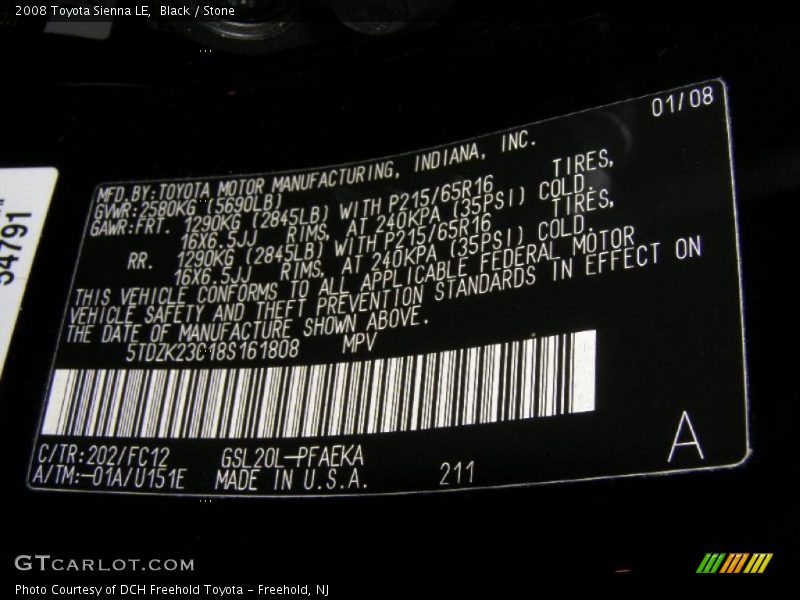 2008 Toyota Sienna LE,  Black / Stone
01/08
54791
MFD.BY:TOYOTA MOTOR MANUFACTURING, INDIANA, INC.
GVWR:2580KG (5690LB)
GAWR:FRT. 1290KG (2845LB) WITH P215/65R16 TIRES,
16X6.5JJ RIMS, AT 240KPA (35PSI) COLD.
RR. 1290KG (2845LB) WITH P215/65R16 TIRES,
16X6.5JJ RIMS, AT 240KPA (35PSI) COLD.
THIS VEHICLE CONFORMS TO ALL APPLICABLE FEDERAL MOTOR
VEHICLE SAFETY AND THEFT PREVENTION STANDARDS IN EFFECT ON
THE DATE OF MANUFACTURE SHOWN ABOVE.
5TDZK23C18S161808 MPV
C/TR:202/FC12 GSL20L-PFAEKA
A/TM:-01A/U151E MADE IN U.S.A. 211
A
GTCARLOT.COM
Photo Courtesy of DCH Freehold Toyota - Freehold, NJ